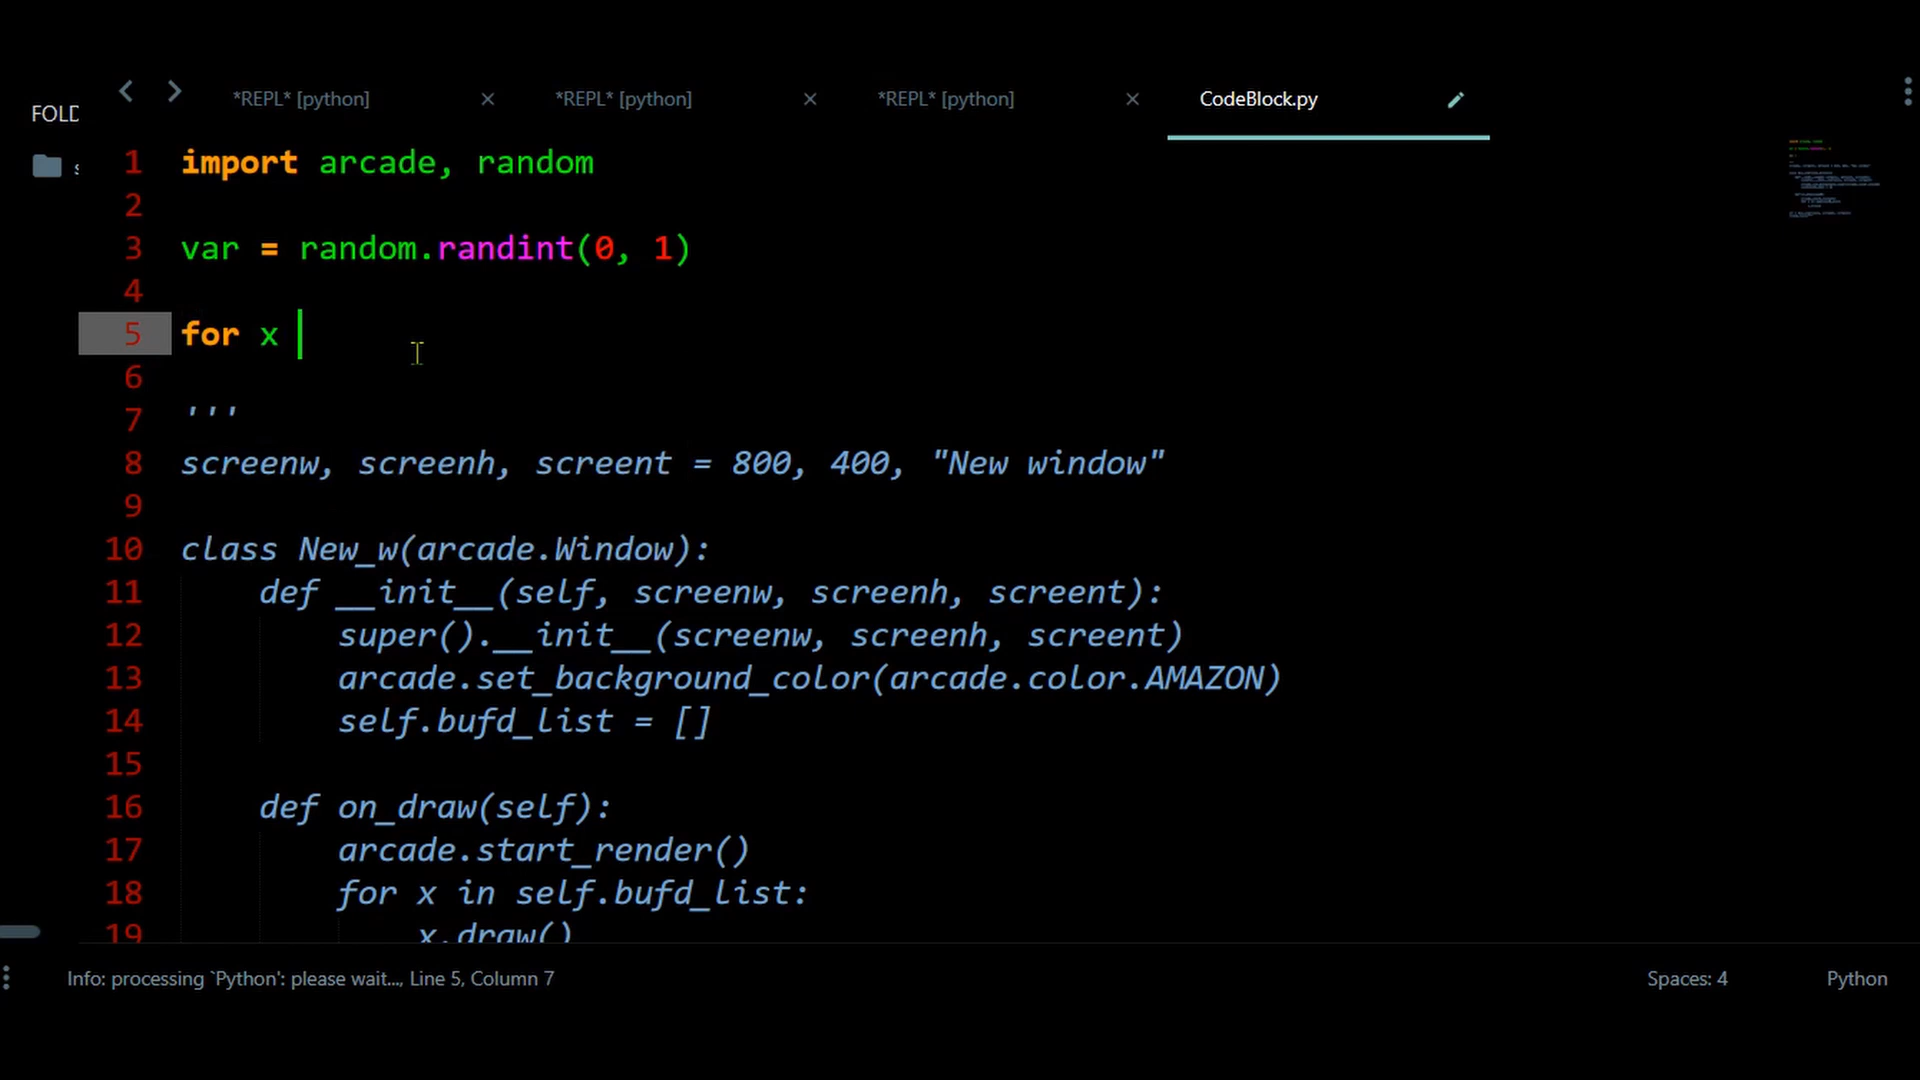 *REPL* [python] *REPL* [python] *REPL* [python] CodeBlock.py
FOLD
s
1 import arcade, random
2
3 var = random.randint(0, 1)
4
5 for x
6
7 '''
8 screenw, screenh, screent = 800, 400, "New window"
9
10 class New_w(arcade.Window):
11 def __init__(self, screenw, screenh, screent):
12 super().__init__(screenw, screenh, screent)
13 arcade.set_background_color(arcade.color.AMAZON)
14 self.bufd_list = []
15
16 def on_draw(self):
17 arcade.start_render()
18 for x in self.bufd_list:
19 x.draw()
Info: processing `Python': please wait..., Line 5, Column 7 Spaces: 4 Python